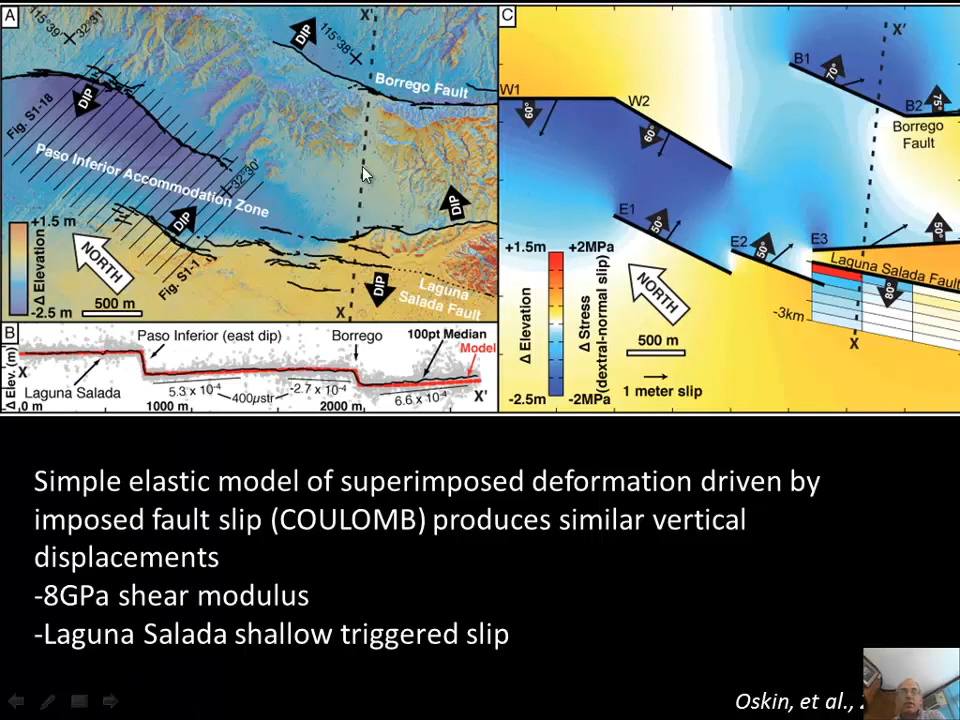 A
115°39'
32°31'
DIP
115°38'
X'
Borrego Fault
DIP
Fig. S1-18
Paso Inferior Accommodation Zone
32°30'
DIP
DIP
+1.5 m
Δ Elevation
-2.5 m
NORTH
500 m
Fig. S1-1
X
DIP
Laguna
Salada Fault
B
Δ Elev. (m)
Paso Inferior (east dip)
Borrego
100pt Median
Model
X
Laguna Salada
5.3 x 10⁻⁴
400µstr
-2.7 x 10⁻⁴
6.6 x 10⁻⁴
X'
0 m
1000 m
2000 m
C
X'
B1
70°
W1
60°
W2
60°
B2
75°
Borrego
Fault
E1
50°
E2
50°
E3
50°
Laguna Salada Fault
80°
-3km
X
+1.5m
+2MPa
Δ Elevation
Δ Stress
(dextral-normal slip)
-2.5m
-2MPa
NORTH
500 m
1 meter slip
Simple elastic model of superimposed deformation driven by
imposed fault slip (COULOMB) produces similar vertical
displacements
-8GPa shear modulus
-Laguna Salada shallow triggered slip
Oskin, et al.,